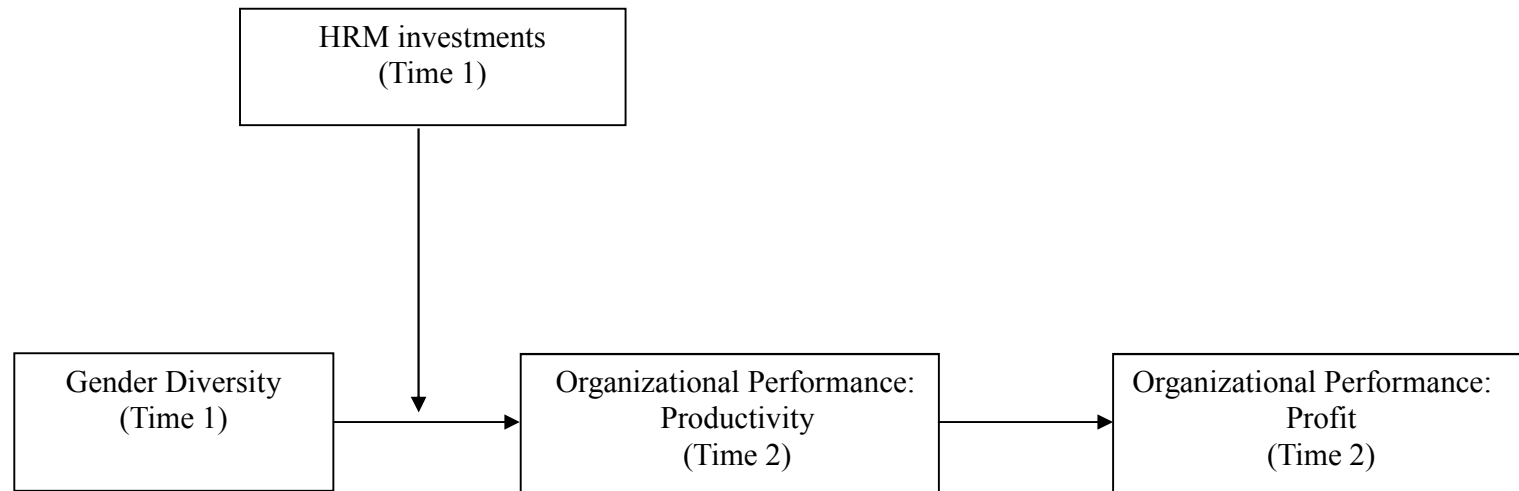 HRM investments
(Time 1)
Gender Diversity
(Time 1)
Organizational Performance:
Productivity
(Time 2)
Organizational Performance:
Profit
(Time 2)